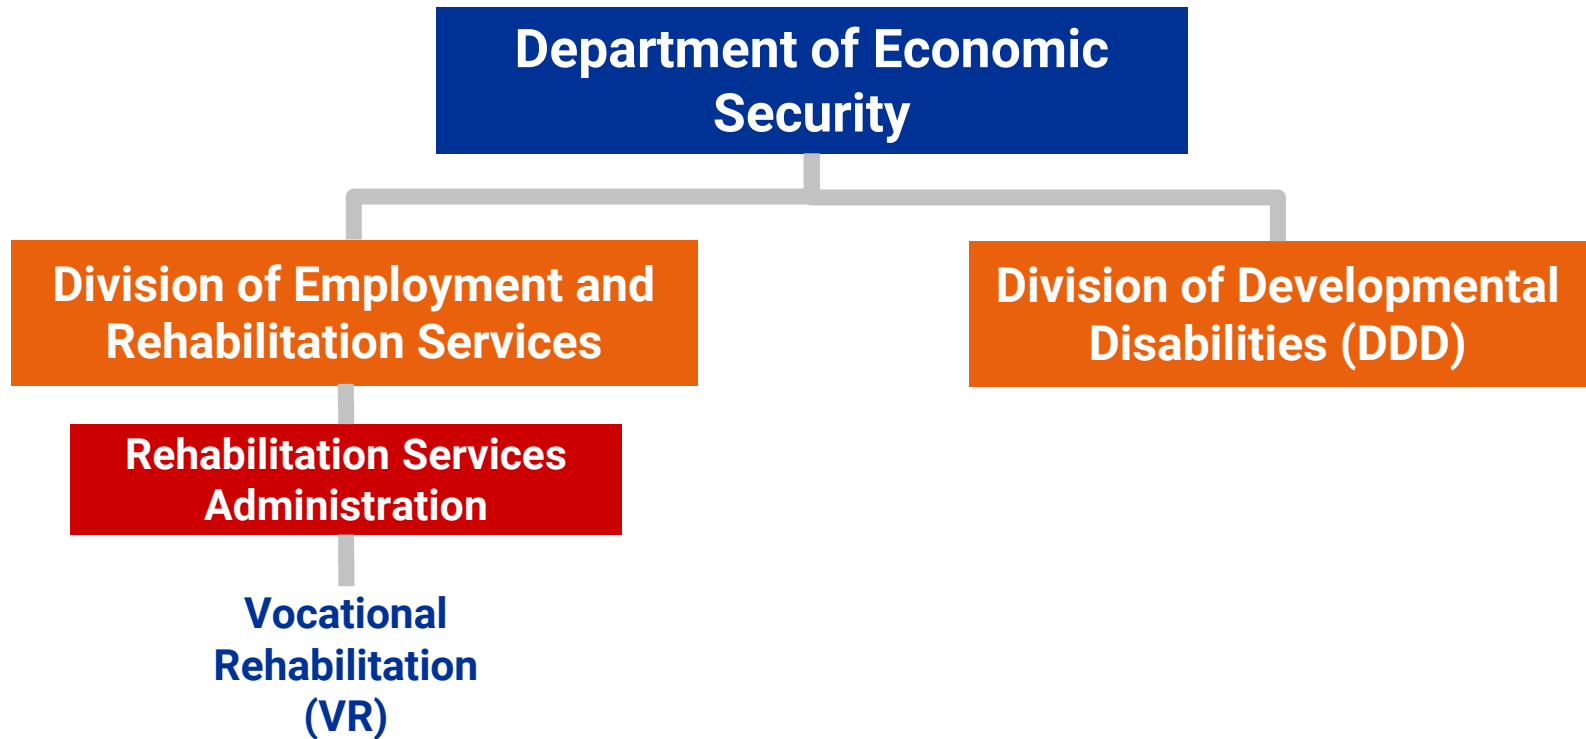 Department of Economic
Security
Division of Employment and
Rehabilitation Services
Division of Developmental
Disabilities (DDD)
Rehabilitation Services
Administration
Vocational
Rehabilitation
(VR)